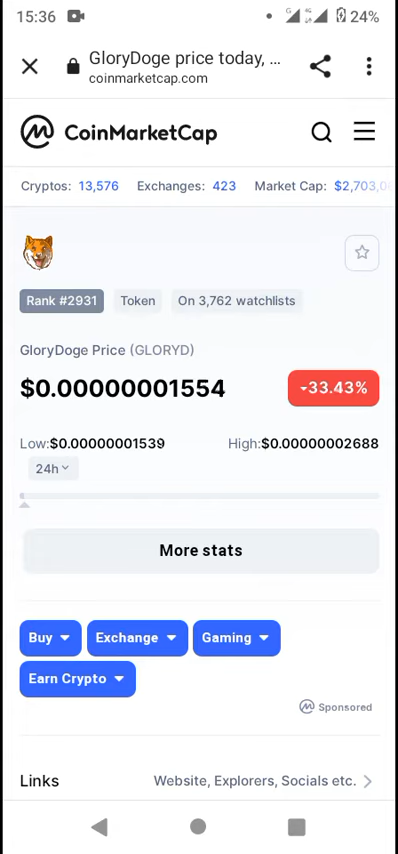 15:36 G 4G 24%
GloryDoge price today, ...
coinmarketcap.com
CoinMarketCap
Cryptos: 13,576 Exchanges: 423 Market Cap: $2,703,0
Rank #2931 Token On 3,762 watchlists
GloryDoge Price (GLORYD)
$0.00000001554 -33.43%
Low:$0.00000001539 High:$0.00000002688
24h
More stats
Buy Exchange Gaming
Earn Crypto
Sponsored
Links Website, Explorers, Socials etc.